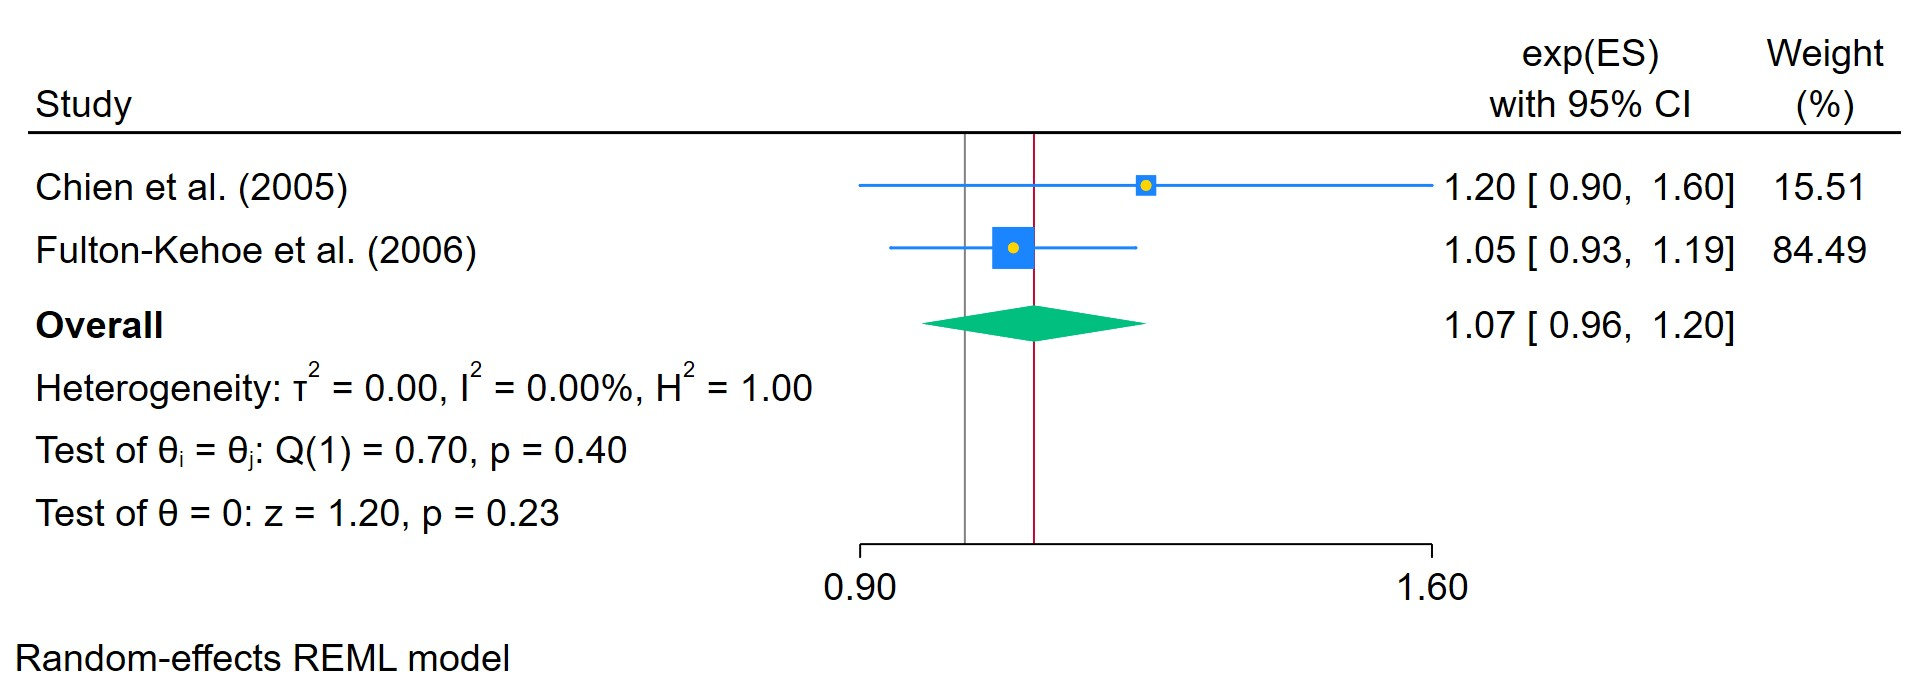 exp(ES) Weight
Study with 95% CI (%)
Chien et al. (2005) 1.20 [ 0.90, 1.60] 15.51
Fulton-Kehoe et al. (2006) 1.05 [ 0.93, 1.19] 84.49
Overall 1.07 [ 0.96, 1.20]
Heterogeneity: τ² = 0.00, I² = 0.00%, H² = 1.00
Test of θᵢ = θⱼ: Q(1) = 0.70, p = 0.40
Test of θ = 0: z = 1.20, p = 0.23
0.90 1.60
Random-effects REML model